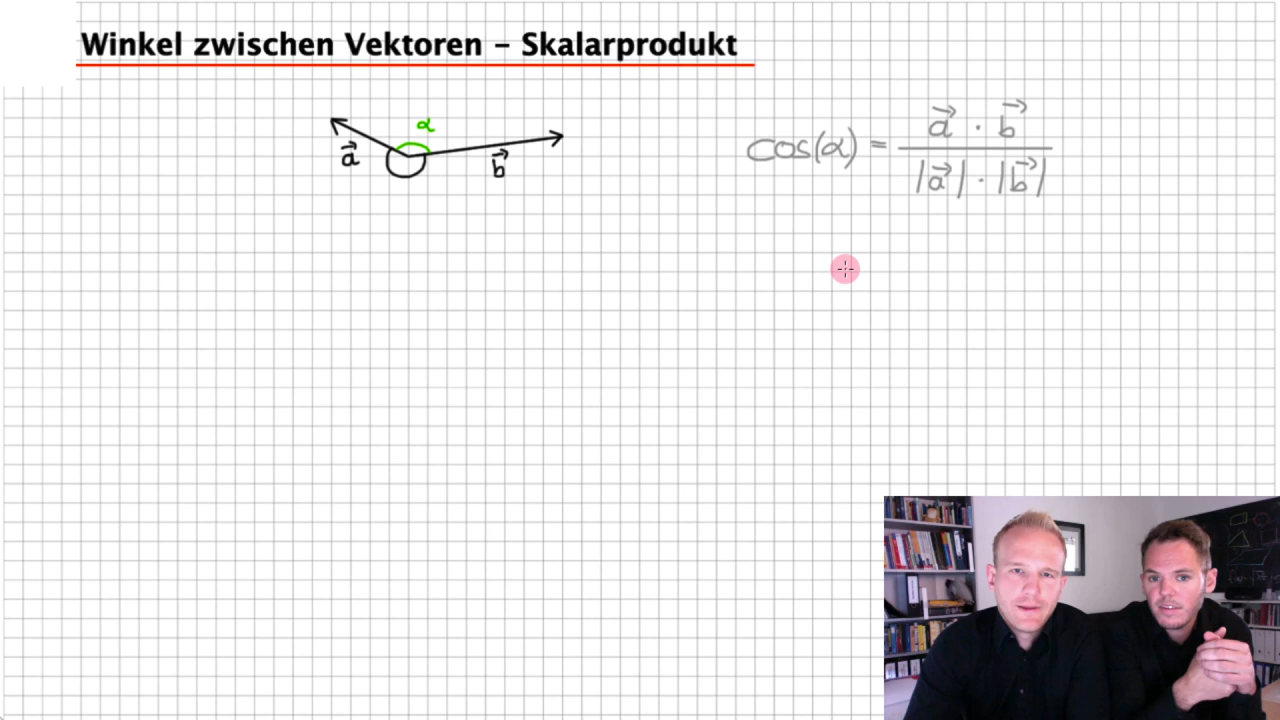 Winkel zwischen Vektoren – Skalarprodukt
α
a⃗
b⃗
cos(α) = (a⃗ · b⃗) / (|a⃗| · |b⃗|)